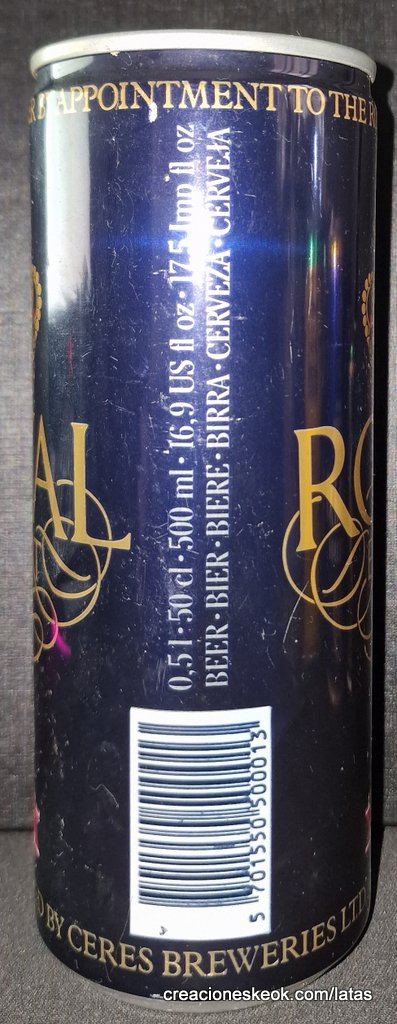 APPOINTMENT TO THE
AL
RO
0,5 l · 50 cl · 500 ml · 16,9 US fl oz · 17,5 Imp fl oz
BEER · BIER · BIERE · BIRRA · CERVEZA · CERVEJA
5 701550 500013
BY CERES BREWERIES LTD
creacioneskeok.com/latas